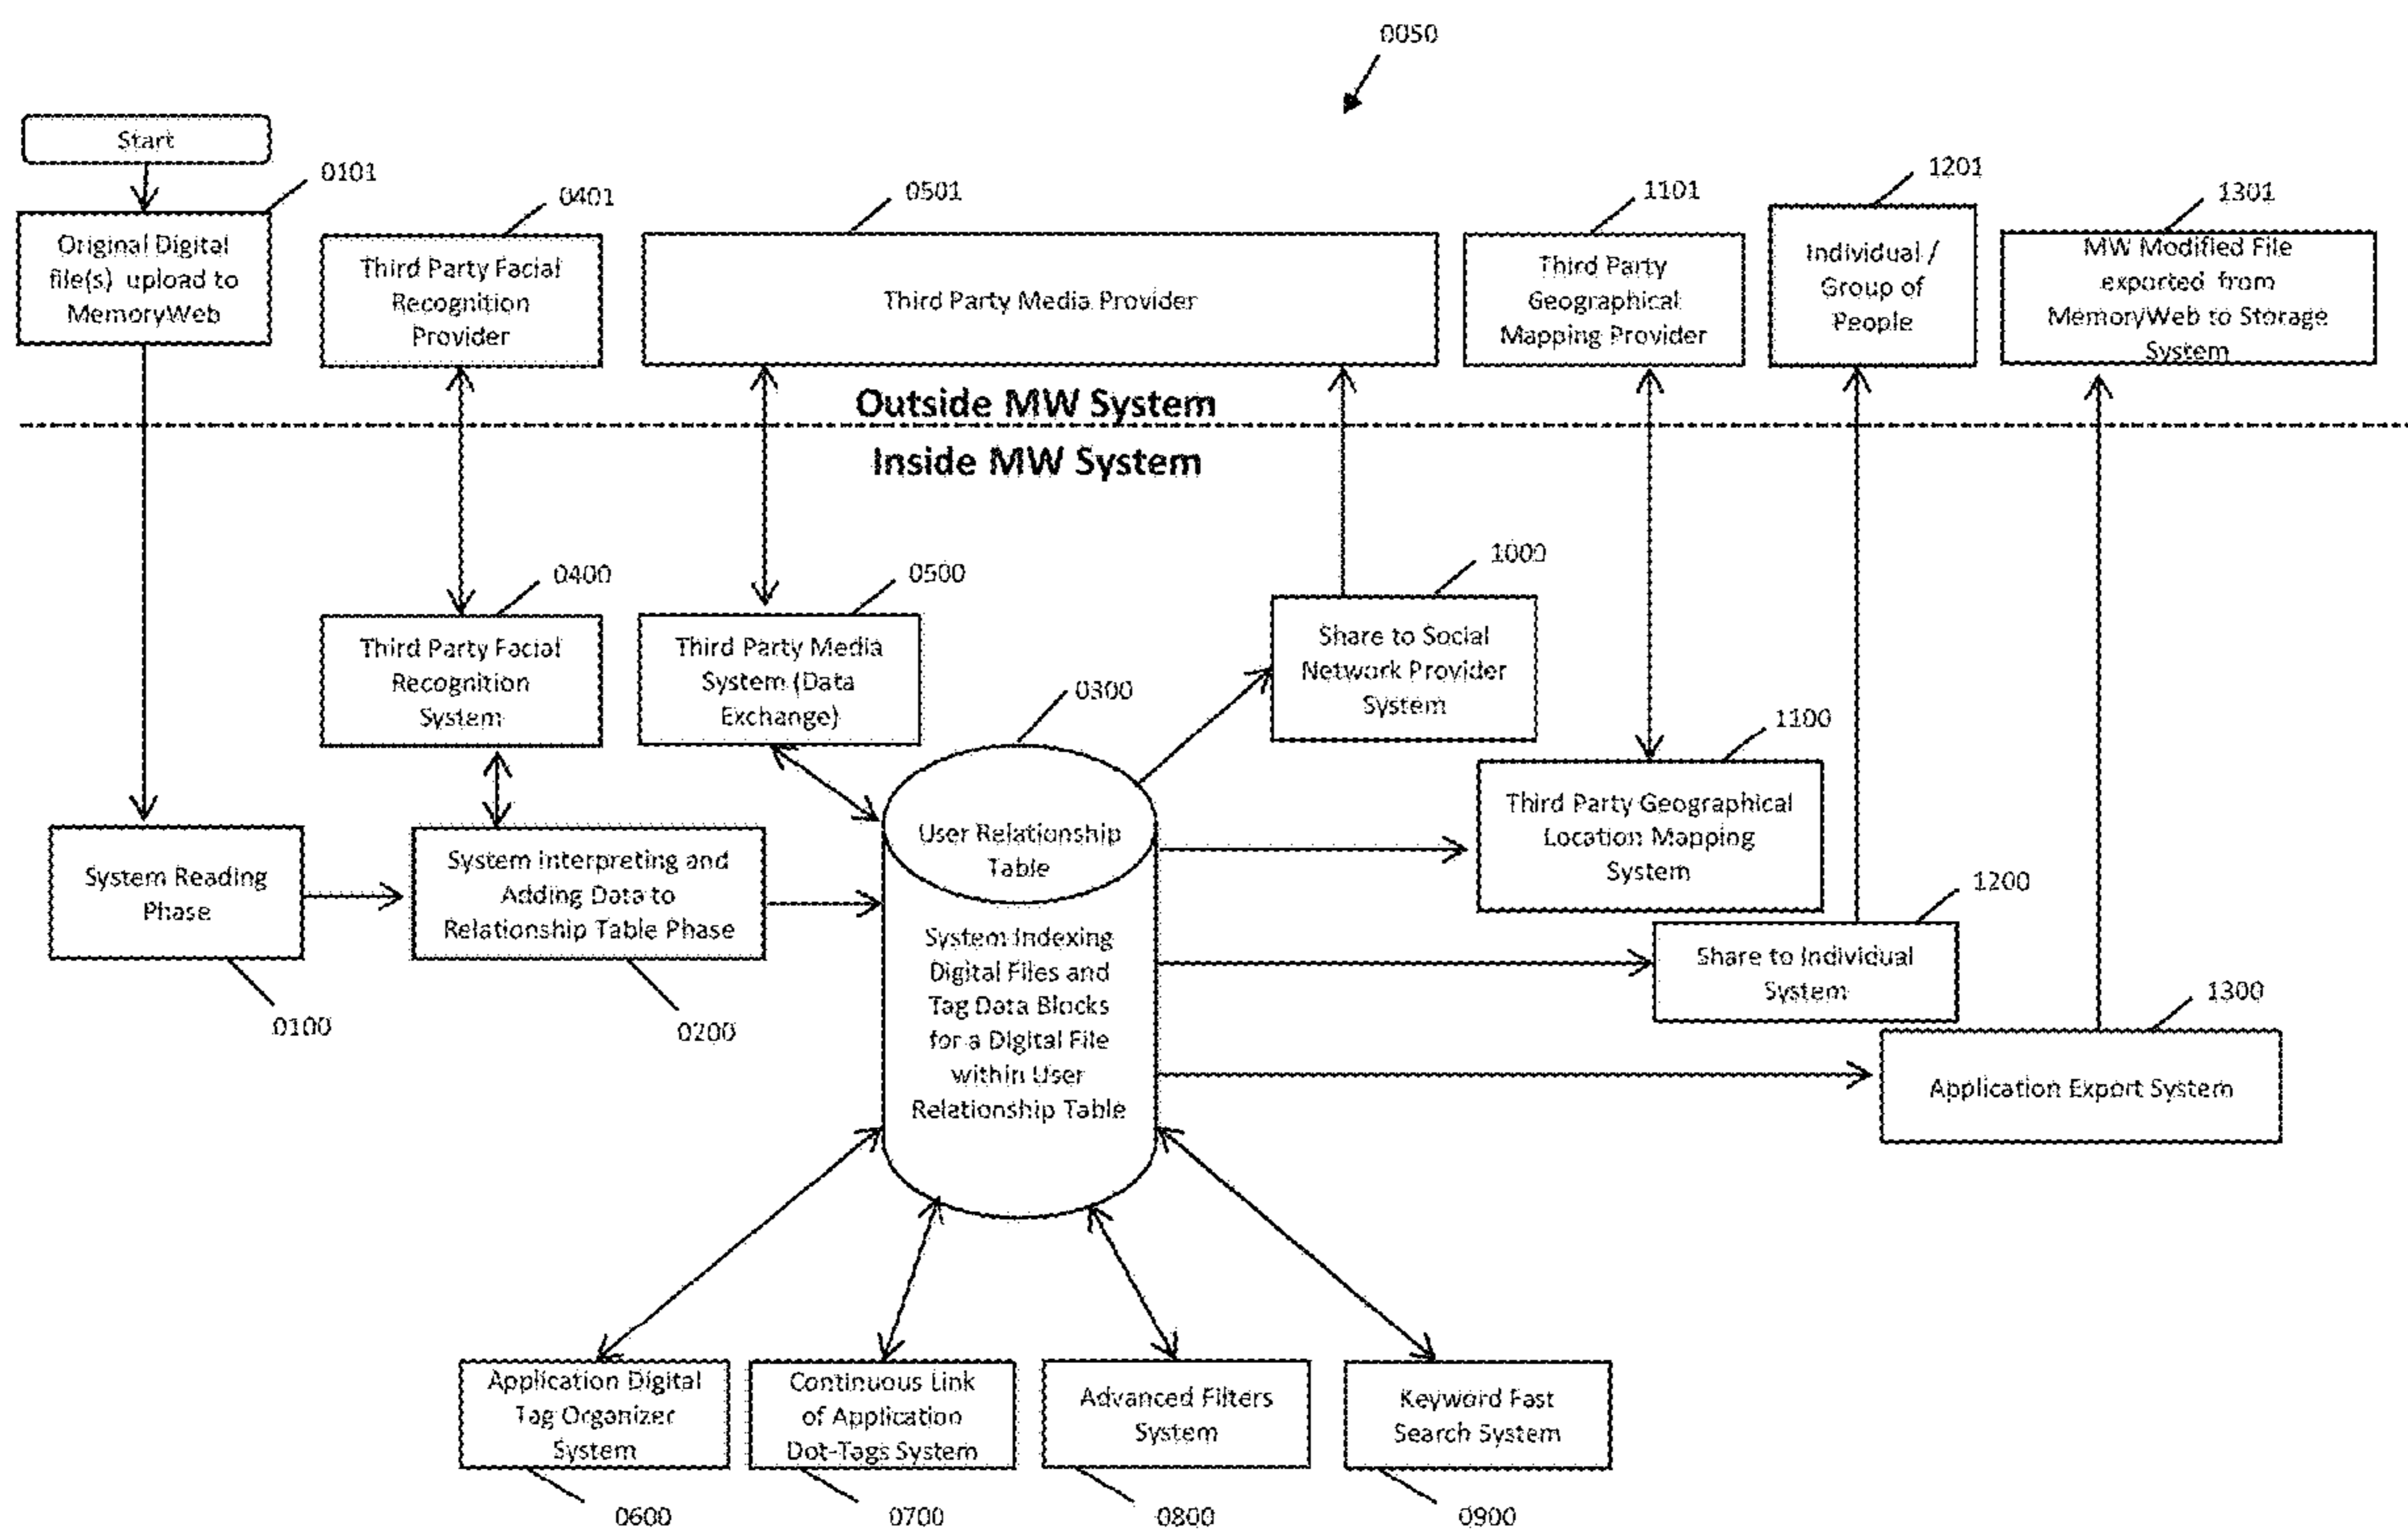 0050
Start
0101
0401
0501
1101
1201
1301
Original Digital
file(s) upload to
MemoryWeb
Third Party Facial
Recognition
Provider
Third Party Media Provider
Third Party
Geographical
Mapping Provider
Individual /
Group of
People
MW Modified File
exported from
MemoryWeb to Storage
System
Outside MW System
Inside MW System
0400
0500
1000
Third Party Facial
Recognition
System
Third Party Media
System (Data
Exchange)
Share to Social
Network Provider
System
0300
1100
Third Party Geographical
Location Mapping
System
System Reading
Phase
System Interpreting and
Adding Data to
Relationship Table Phase
User Relationship
Table
System Indexing
Digital Files and
Tag Data Blocks
for a Digital File
within User
Relationship Table
1200
Share to Individual
System
0100
0200
1300
Application Export System
Application Digital
Tag Organizer
System
Continuous Link
of Application
Dot-Tags System
Advanced Filters
System
Keyword Fast
Search System
0600
0700
0800
0900